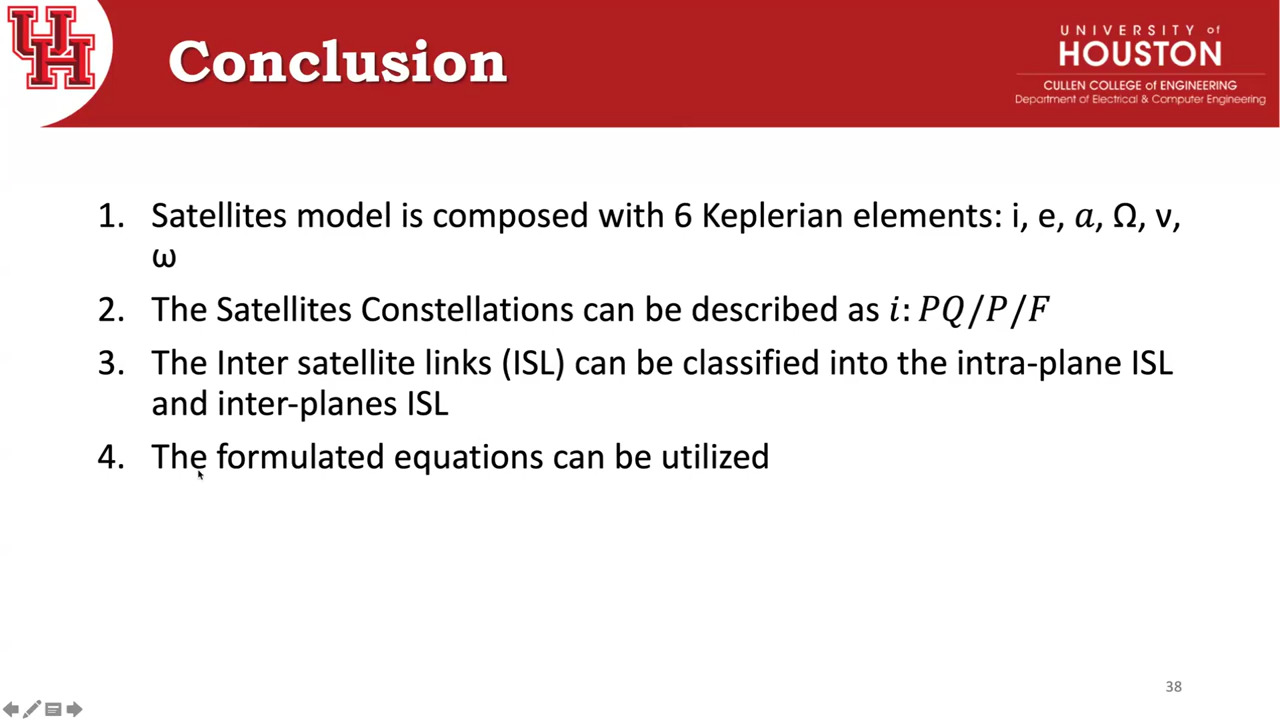 UH
Conclusion
UNIVERSITY of
HOUSTON
CULLEN COLLEGE of ENGINEERING
Department of Electrical & Computer Engineering
1. Satellites model is composed with 6 Keplerian elements: i, e, 𝑎, Ω, ν,
ω
2. The Satellites Constellations can be described as 𝑖: 𝑃𝑄/𝑃/𝐹
3. The Inter satellite links (ISL) can be classified into the intra-plane ISL
and inter-planes ISL
4. The formulated equations can be utilized
38